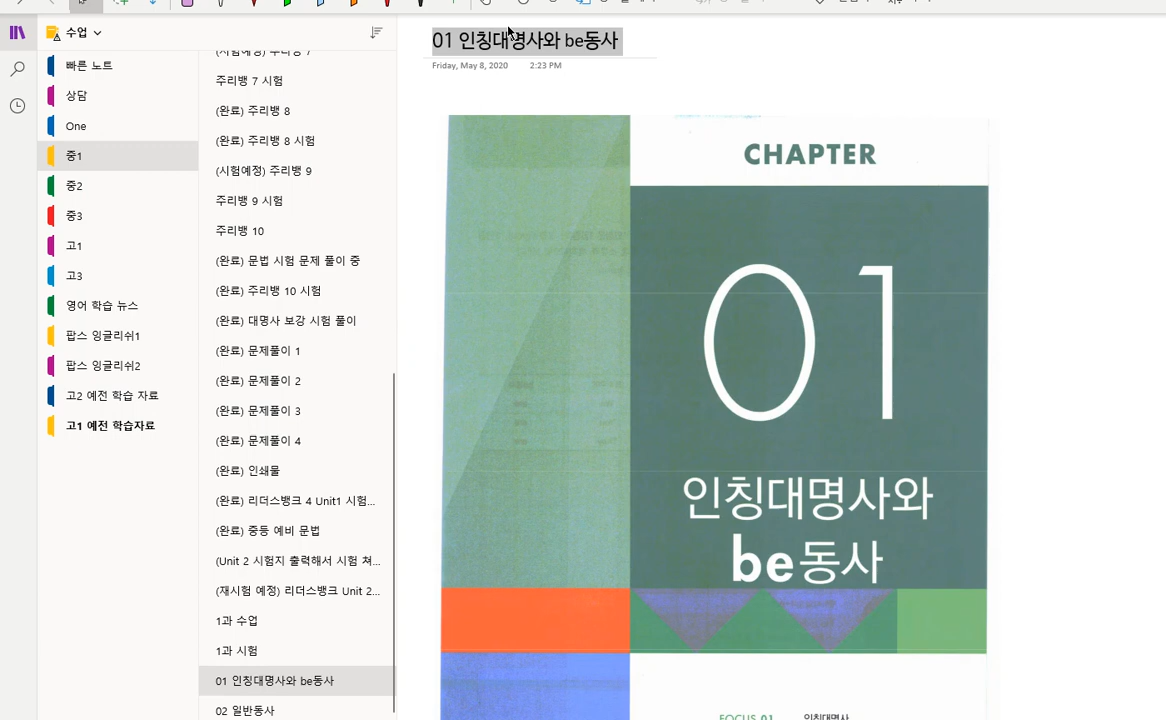 수업
빠른 노트
상담
One
중1
중2
중3
고1
고3
영어 학습 뉴스
팝스 잉글리쉬1
팝스 잉글리쉬2
고2 예전 학습 자료
고1 예전 학습자료
주리뱅 7 시험
(완료) 주리뱅 8
(완료) 주리뱅 8 시험
(시험예정) 주리뱅 9
주리뱅 9 시험
주리뱅 10
(완료) 문법 시험 문제 풀이 중
(완료) 주리뱅 10 시험
(완료) 대명사 보강 시험 풀이
(완료) 문제풀이 1
(완료) 문제풀이 2
(완료) 문제풀이 3
(완료) 문제풀이 4
(완료) 인쇄물
(완료) 리더스뱅크 4 Unit1 시험...
(완료) 중등 예비 문법
(Unit 2 시험지 출력해서 시험 쳐...
(재시험 예정) 리더스뱅크 Unit 2...
1과 수업
1과 시험
01 인칭대명사와 be동사
02 일반동사
01 인칭대명사와 be동사
Friday, May 8, 2020 2:23 PM
CHAPTER
01
인칭대명사와
be동사
FOCUS 01 인칭대명사